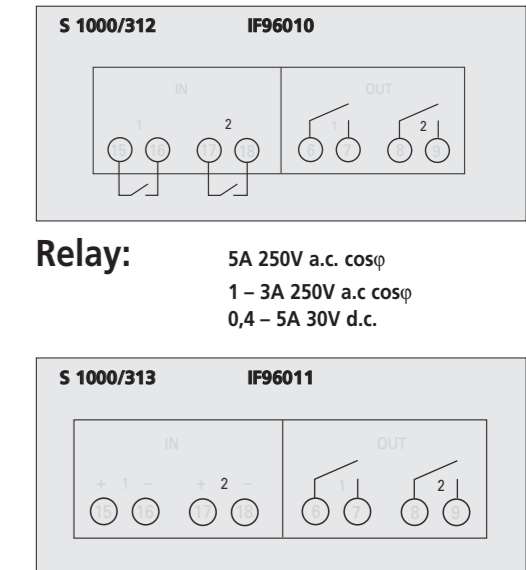 S 1000/312 IF96010
IN OUT
1 2 1 2
15 16 17 18 6 7 8 9
Relay: 5A 250V a.c. cosφ
1 – 3A 250V a.c cosφ
0,4 – 5A 30V d.c.
S 1000/313 IF96011
IN OUT
+ 1 – + 2 – 1 2
15 16 17 18 6 7 8 9